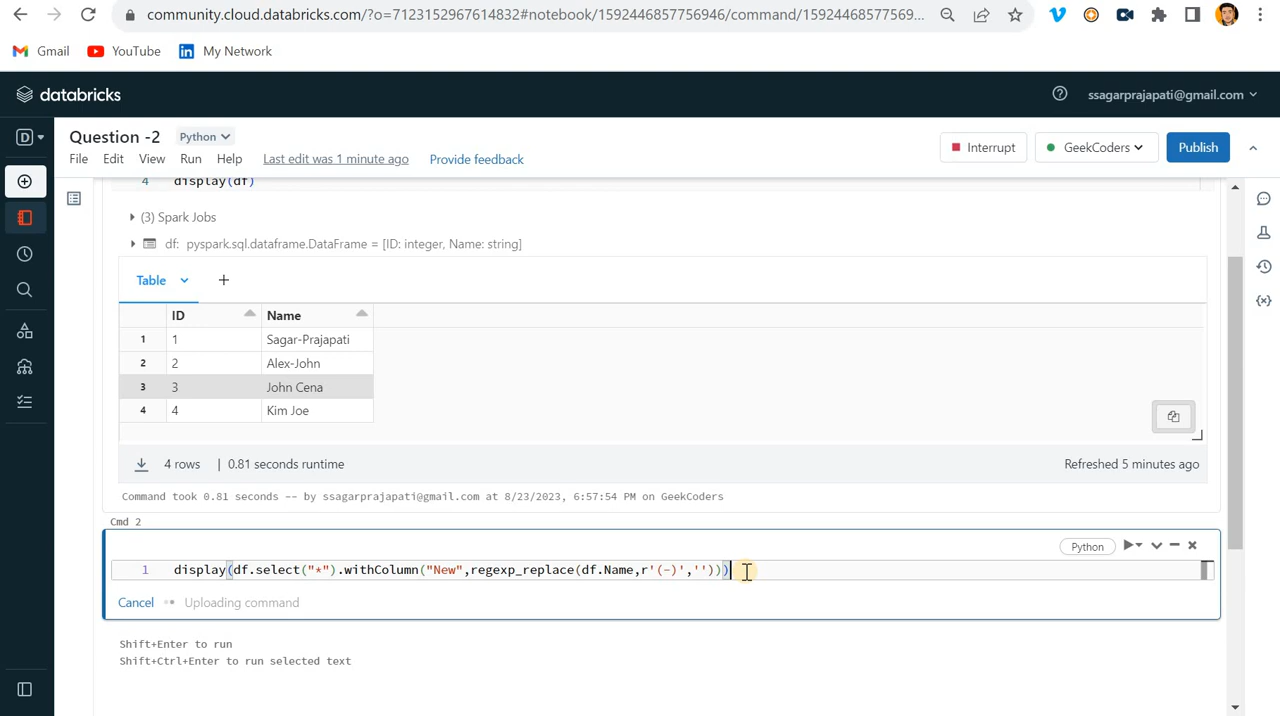 community.cloud.databricks.com/?o=7123152967614832#notebook/1592446857756946/command/15924468577569...
Gmail YouTube My Network
databricks ssagarprajapati@gmail.com
D Question -2 Python
File Edit View Run Help Last edit was 1 minute ago Provide feedback
Interrupt GeekCoders Publish
4 display(df)
(3) Spark Jobs
df: pyspark.sql.dataframe.DataFrame = [ID: integer, Name: string]
Table +
ID Name
1 1 Sagar-Prajapati
2 2 Alex-John
3 3 John Cena
4 4 Kim Joe
4 rows | 0.81 seconds runtime Refreshed 5 minutes ago
Command took 0.81 seconds -- by ssagarprajapati@gmail.com at 8/23/2023, 6:57:54 PM on GeekCoders
Cmd 2
Python
1 display(df.select("*").withColumn("New",regexp_replace(df.Name,r'(-)','')))
Cancel Uploading command
Shift+Enter to run
Shift+Ctrl+Enter to run selected text